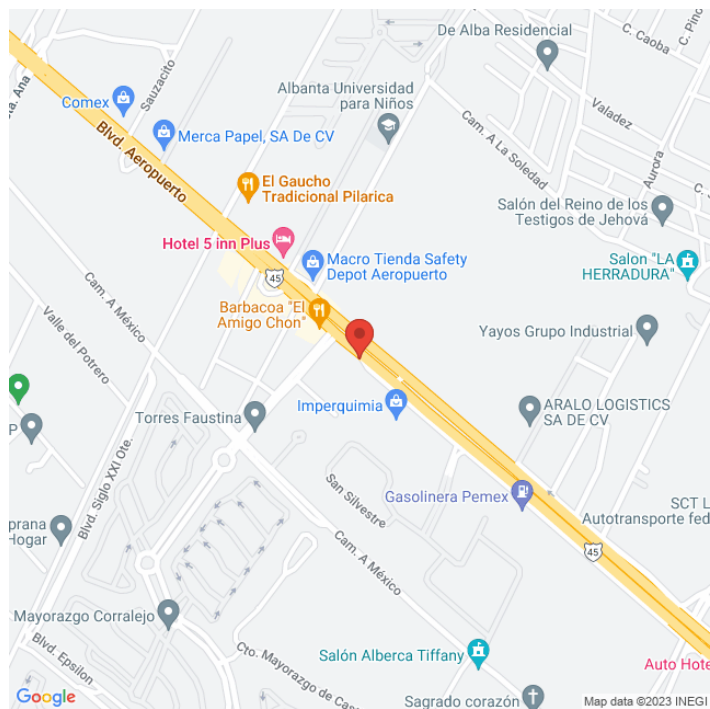 De Alba Residencial
C. Caoba
C. Pino
Sauzacito
Albanta Universidad
para Niños
Valadez
Comex
Blvd. Aeropuerto
Merca Papel, SA De CV
Cam. A La Soledad
Aurora
El Gaucho
Tradicional Pilarica
Salón del Reino de los
Testigos de Jehová
Hotel 5 inn Plus
Macro Tienda Safety
Depot Aeropuerto
Salon "LA
HERRADURA"
45
Cam. A México
Barbacoa "El
Amigo Chon"
Yayos Grupo Industrial
Valle del Potrero
Imperquimia
ARALO LOGISTICS
SA DE CV
Torres Faustina
P
Blvd. Siglo XXI Ote.
San Silvestre
Gasolinera Pemex
SCT L
Autotransporte fed
prana
Hogar
Cam. A México
45
Mayorazgo Corralejo
Blvd. Epsilon
Cto. Mayorazgo de Cast
Salón Alberca Tiffany
Auto Hote
Sagrado corazón
Google
Map data ©2023 INEGI